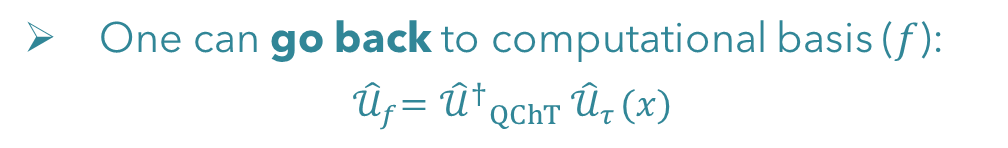 ➢ One can go back to computational basis (𝑓):
𝒰̂_f = 𝒰̂†_QChT 𝒰̂_τ (𝑥)